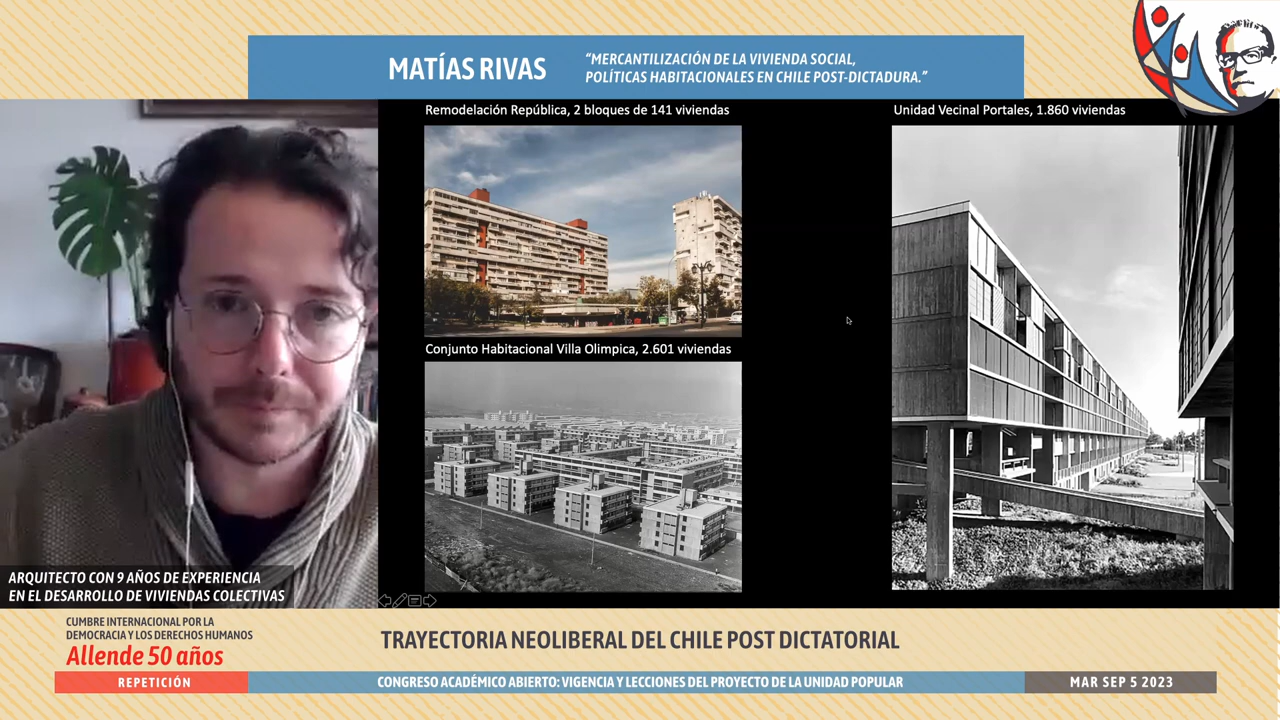 MATÍAS RIVAS
“MERCANTILIZACIÓN DE LA VIVIENDA SOCIAL,
POLÍTICAS HABITACIONALES EN CHILE POST-DICTADURA.”
Remodelación República, 2 bloques de 141 viviendas
Unidad Vecinal Portales, 1.860 viviendas
Conjunto Habitacional Villa Olimpica, 2.601 viviendas
ARQUITECTO CON 9 AÑOS DE EXPERIENCIA
EN EL DESARROLLO DE VIVIENDAS COLECTIVAS
CUMBRE INTERNACIONAL POR LA
DEMOCRACIA Y LOS DERECHOS HUMANOS
Allende 50 años
TRAYECTORIA NEOLIBERAL DEL CHILE POST DICTATORIAL
REPETICIÓN
CONGRESO ACADÉMICO ABIERTO: VIGENCIA Y LECCIONES DEL PROYECTO DE LA UNIDAD POPULAR
MAR SEP 5 2023